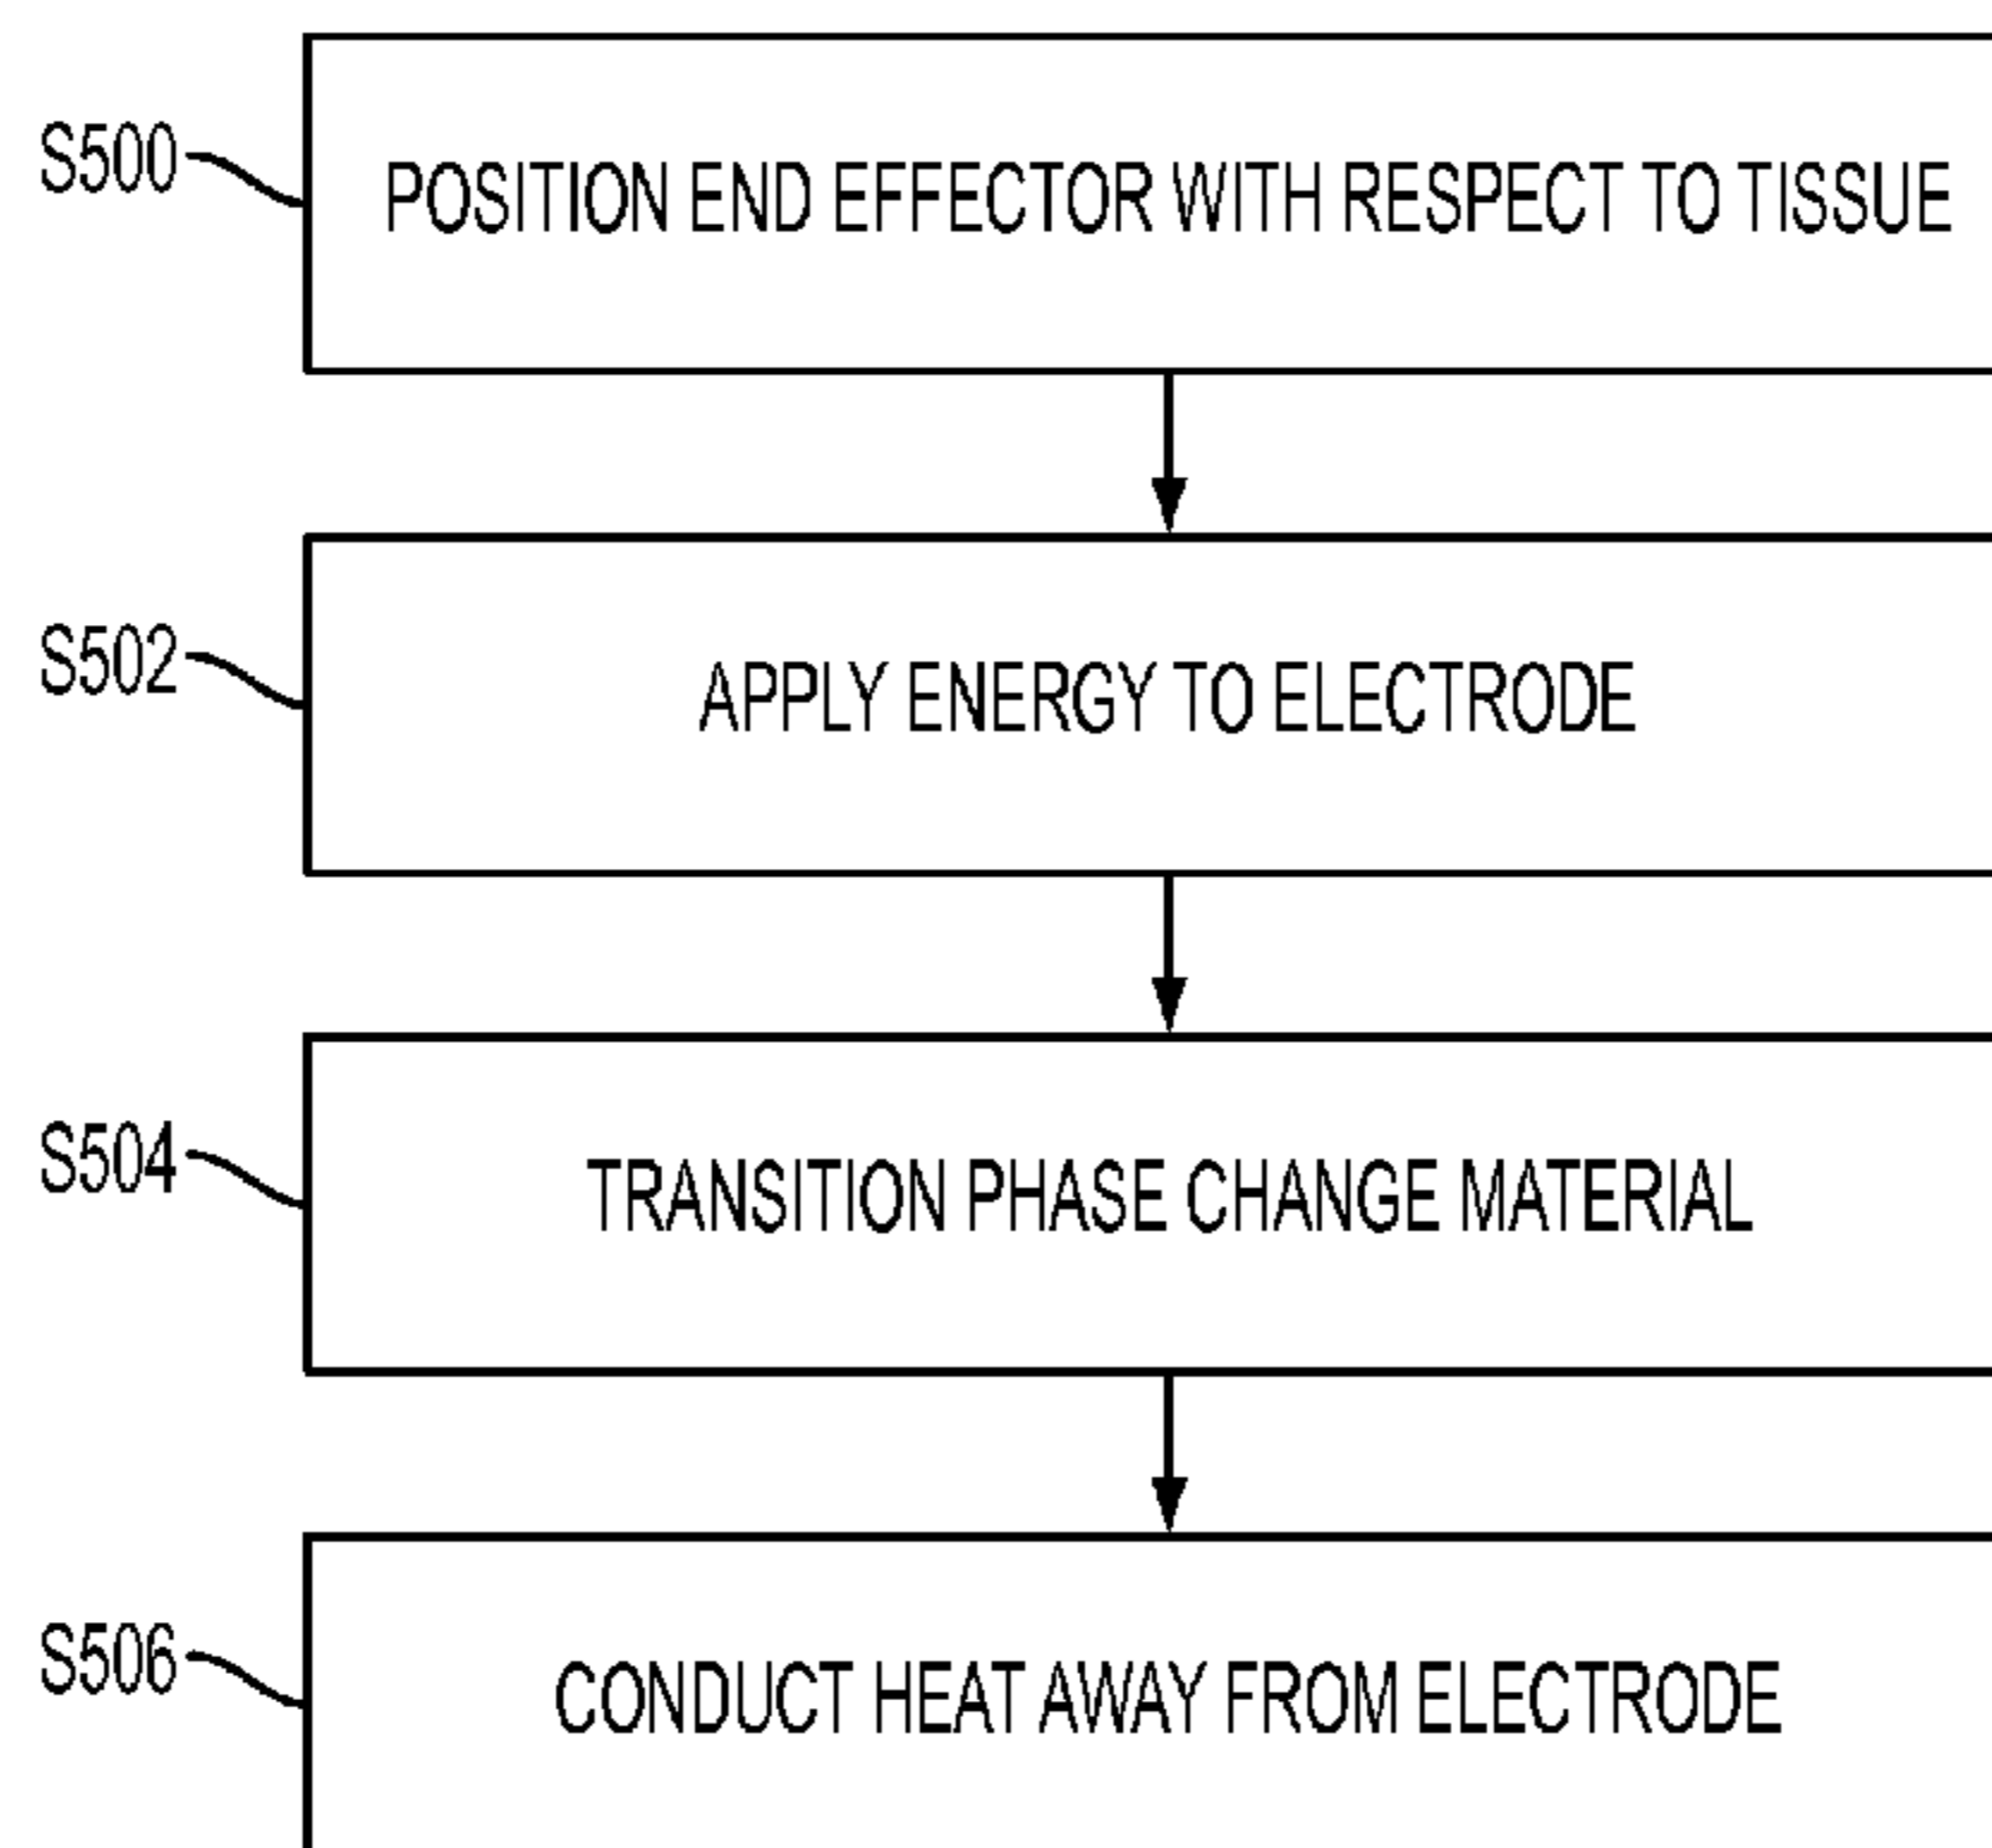 S500
POSITION END EFFECTOR WITH RESPECT TO TISSUE
S502
APPLY ENERGY TO ELECTRODE
S504
TRANSITION PHASE CHANGE MATERIAL
S506
CONDUCT HEAT AWAY FROM ELECTRODE